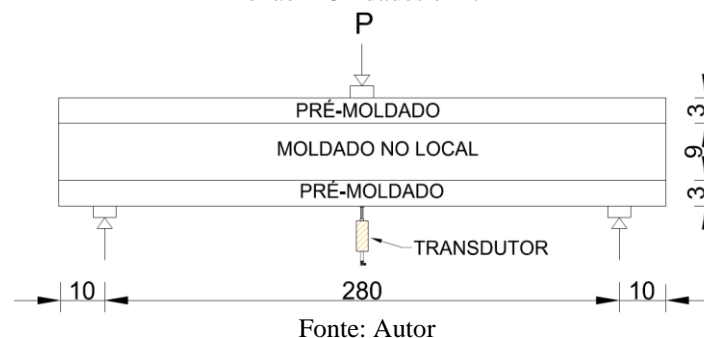 P
PRÉ-MOLDADO
3
MOLDADO NO LOCAL
9
PRÉ-MOLDADO
3
TRANSDUTOR
10
280
10
Fonte: Autor